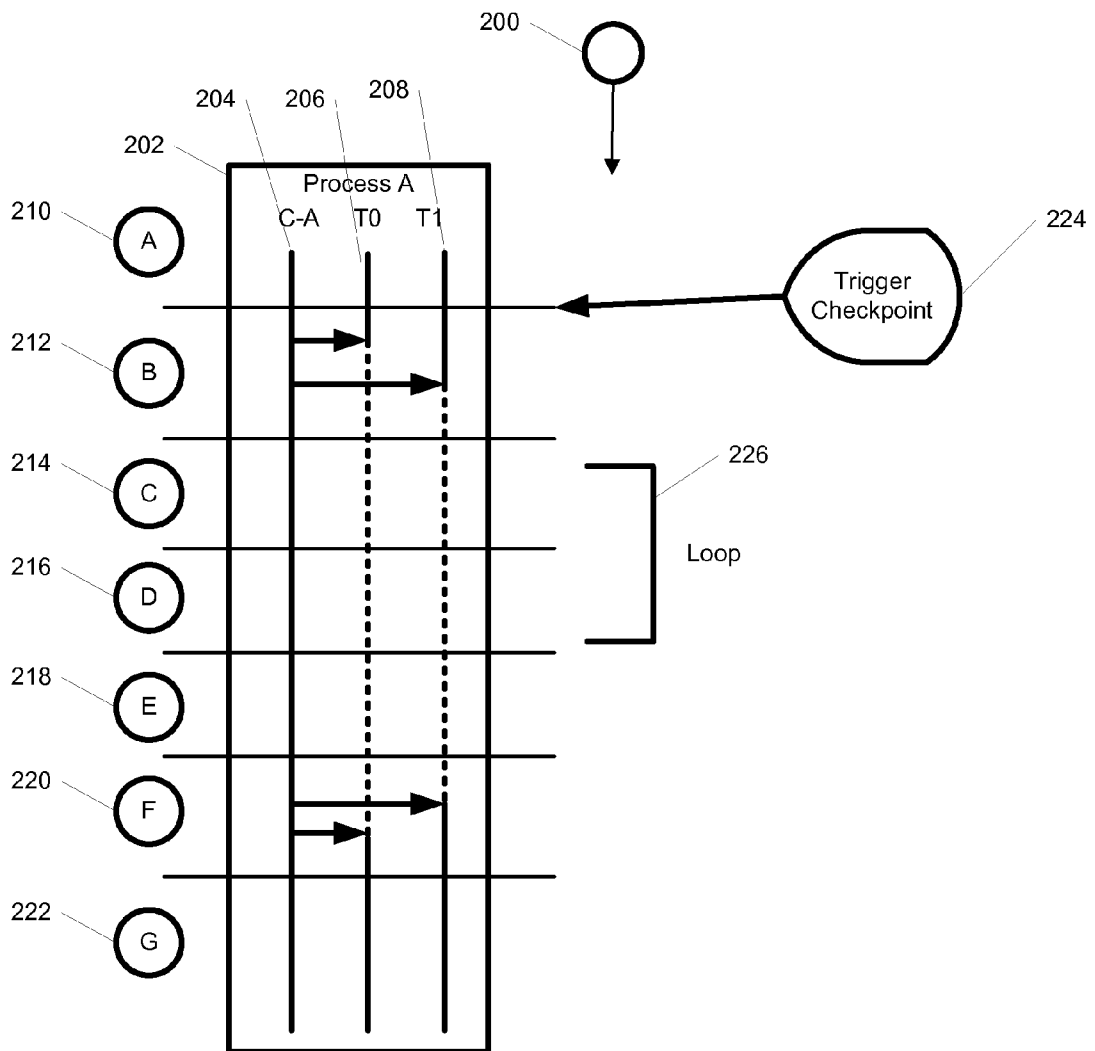 200
204
206
208
202
Process A
C-A
T0
T1
210
A
224
Trigger
Checkpoint
212
B
214
C
226
Loop
216
D
218
E
220
F
222
G